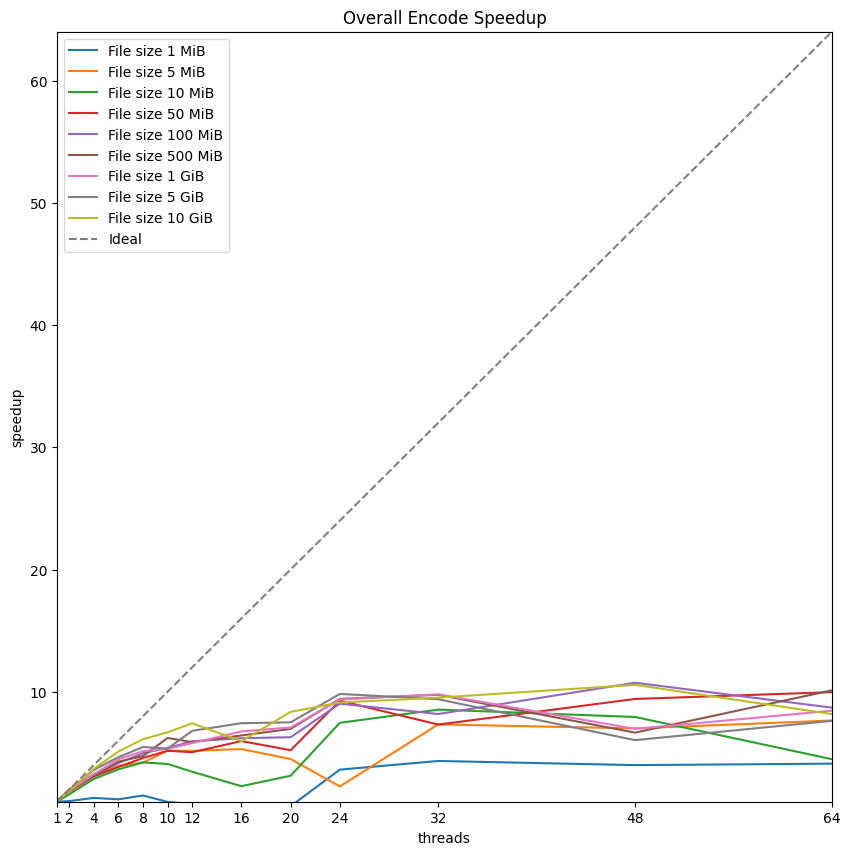 Overall Encode Speedup
File size 1 MiB
File size 5 MiB
File size 10 MiB
File size 50 MiB
File size 100 MiB
File size 500 MiB
File size 1 GiB
File size 5 GiB
File size 10 GiB
Ideal
60
50
40
30
20
10
speedup
1 2 4 6 8 10 12 16 20 24 32 48 64
threads